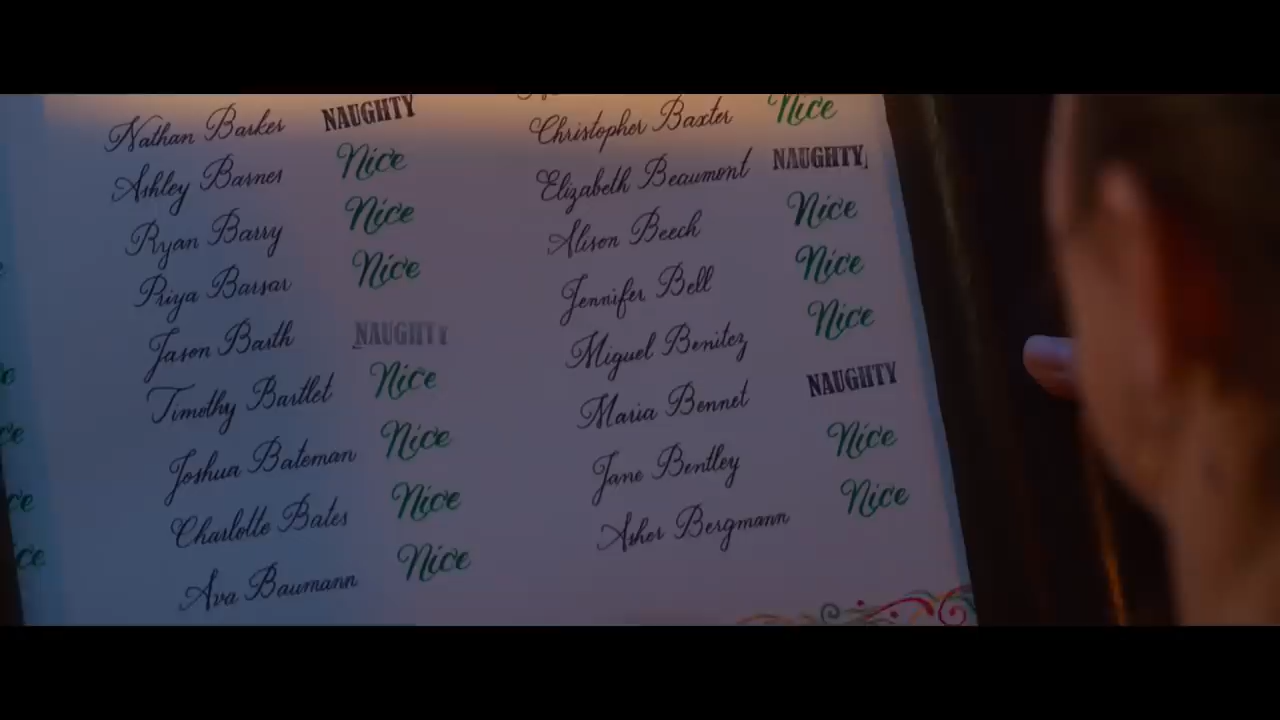 Nathan Barker NAUGHTY
Ashley Barnes Nice
Ryan Barry Nice
Priya Barsar Nice
Jason Barth NAUGHTY
Timothy Bartlet Nice
Joshua Bateman Nice
Charlotte Bates Nice
Ava Baumann Nice
Christopher Baxter Nice
Elizabeth Beaumont NAUGHTY
Alison Beech Nice
Jennifer Bell Nice
Miguel Benitez Nice
Maria Bennet NAUGHTY
Jane Bentley Nice
Asher Bergmann Nice